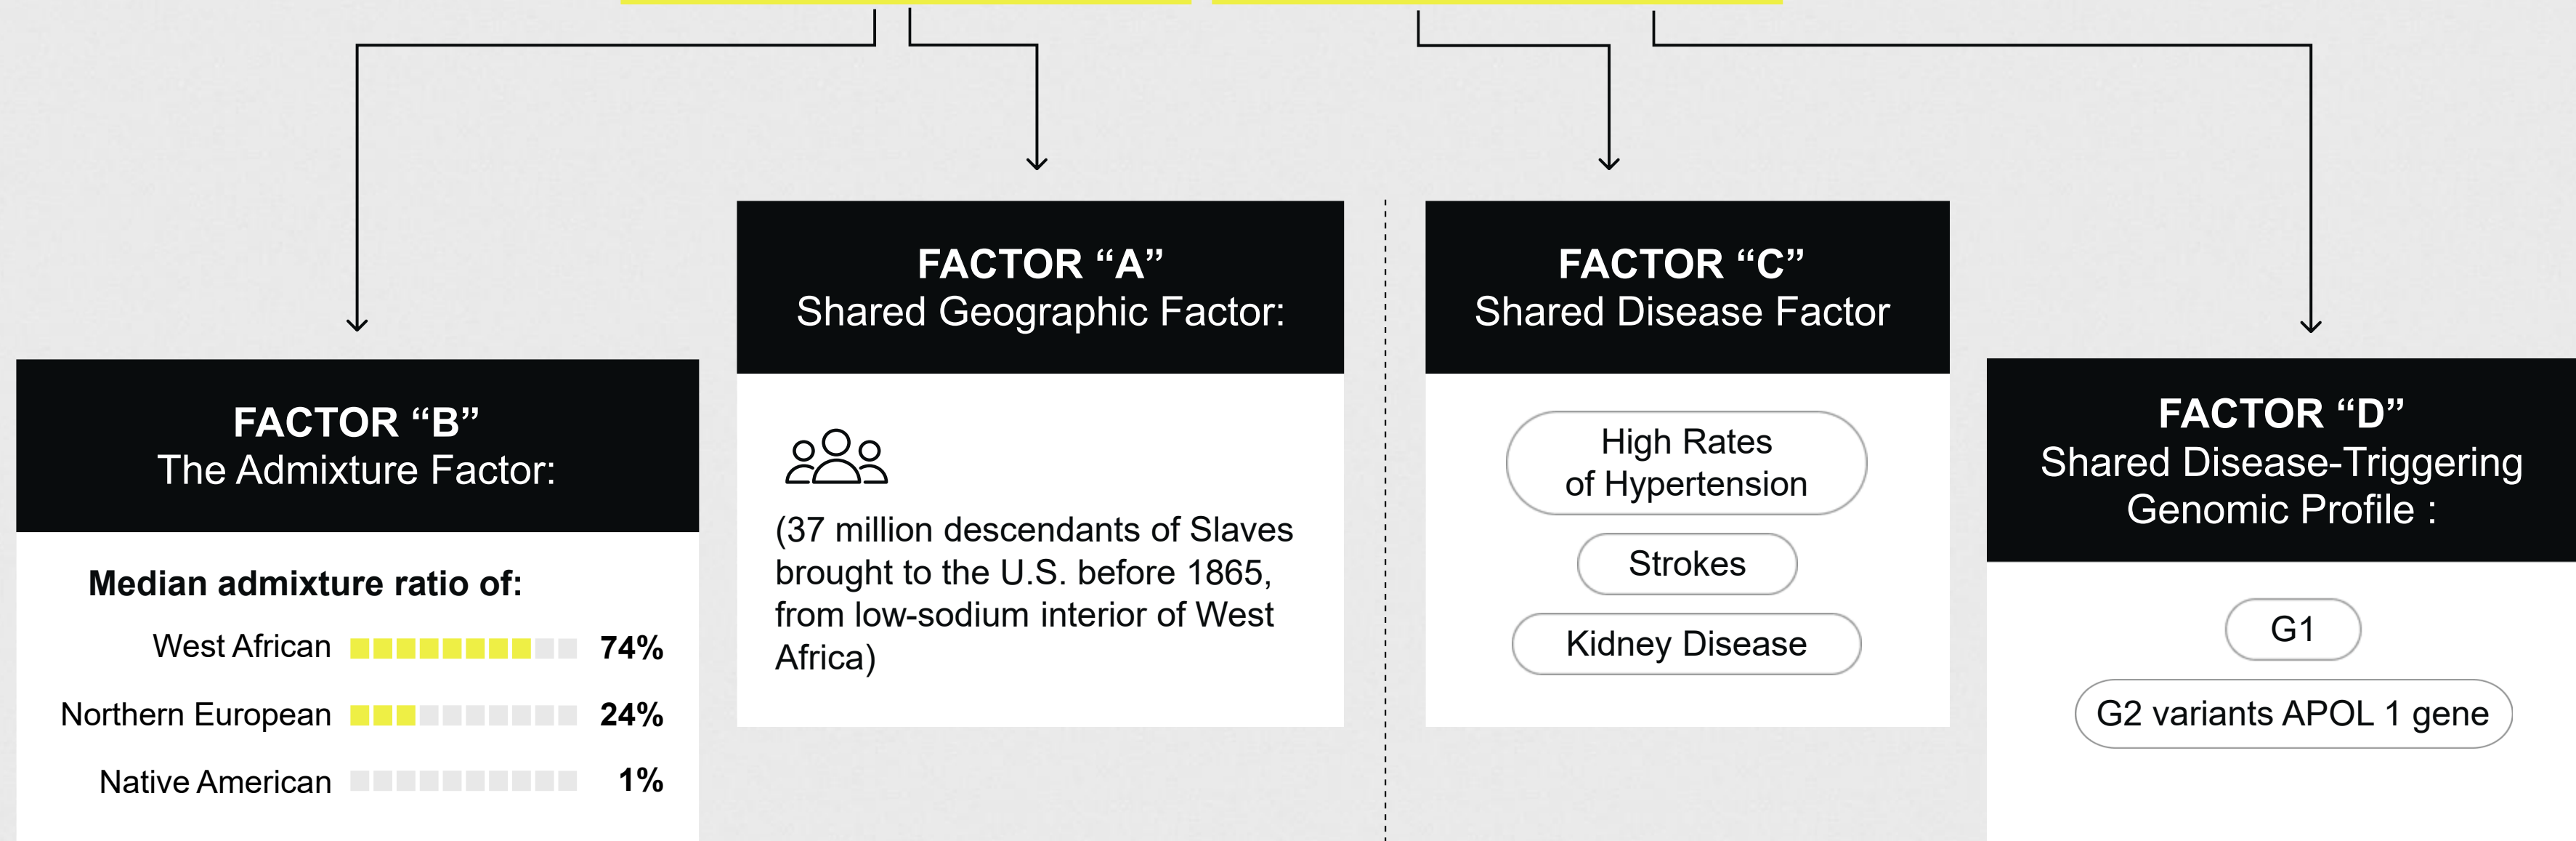 FACTOR “B”
The Admixture Factor:
Median admixture ratio of:
West African 74%
Northern European 24%
Native American 1%
FACTOR “A”
Shared Geographic Factor:
(37 million descendants of Slaves
brought to the U.S. before 1865,
from low-sodium interior of West
Africa)
FACTOR “C”
Shared Disease Factor
High Rates
of Hypertension
Strokes
Kidney Disease
FACTOR “D”
Shared Disease-Triggering
Genomic Profile :
G1
G2 variants APOL 1 gene